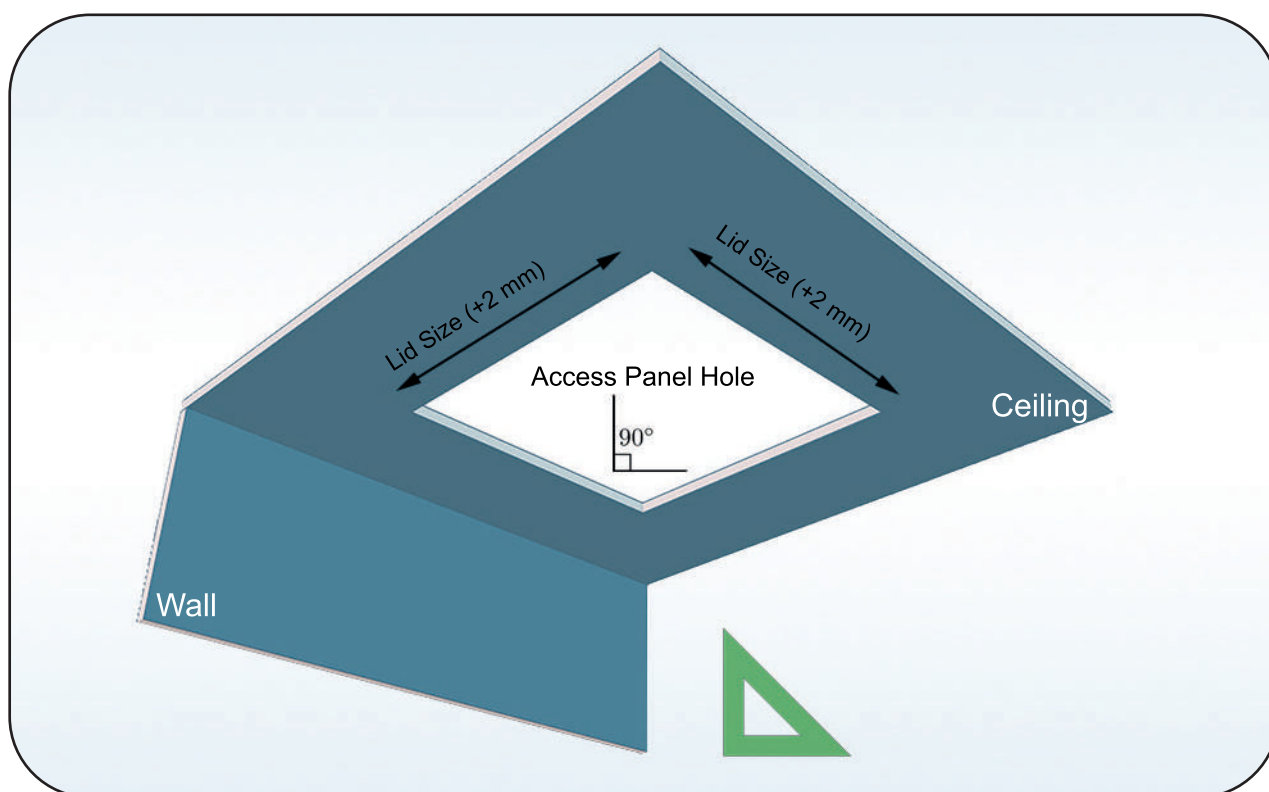 Lid Size (+2 mm)
Lid Size (+2 mm)
Access Panel Hole
90°
Ceiling
Wall